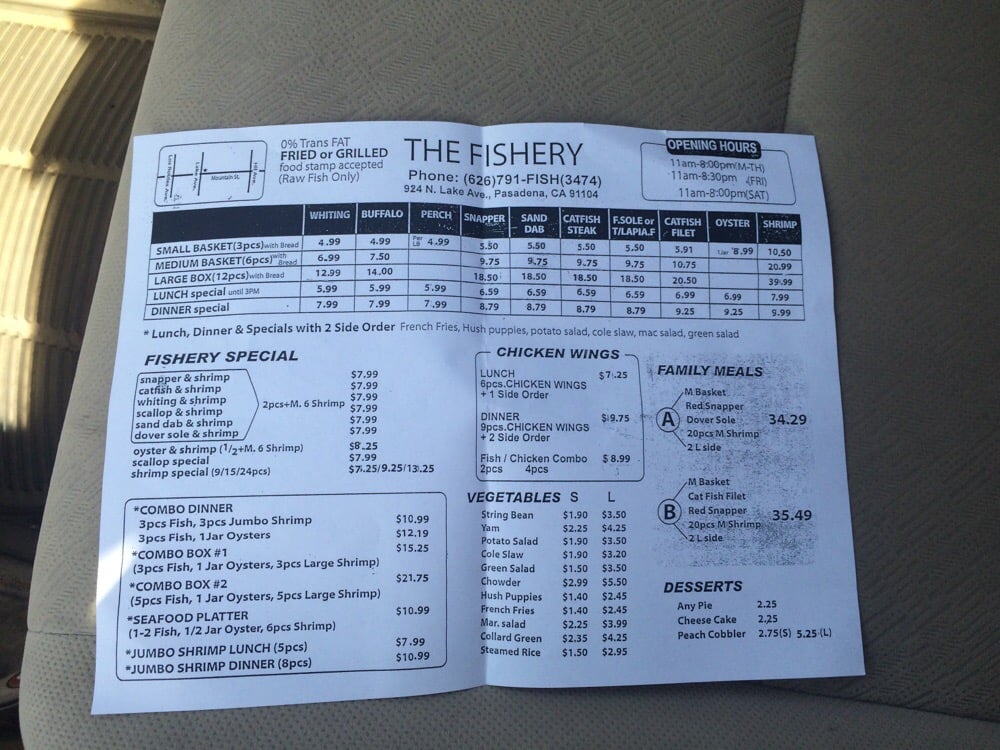 0% Trans FAT
FRIED or GRILLED
food stamp accepted
(Raw Fish Only)
Los Robles Ave.
Lake Ave.
Mountain St.
Hill Ave.
THE FISHERY
Phone: (626)791-FISH(3474)
924 N. Lake Ave., Pasadena, CA 91104
OPENING HOURS
11am-8:00pm(M-TH)
11am-8:30pm (FRI)
11am-8:00pm(SAT)
WHITING BUFFALO PERCH SNAPPER SAND DAB CATFISH STEAK F.SOLE or T/LAPIA.F CATFISH FILET OYSTER SHRIMP
SMALL BASKET(3pcs)with Bread 4.99 4.99 Per LB 4.99 5.50 5.50 5.50 5.50 5.91 1Jar 8.99 10.50
MEDIUM BASKET(6pcs)with Bread 6.99 7.50 9.75 9.75 9.75 9.75 10.75 20.99
LARGE BOX(12pcs)with Bread 12.99 14.00 18.50 18.50 18.50 18.50 20.50 39.99
LUNCH special until 3PM 5.99 5.99 5.99 6.59 6.59 6.59 6.59 6.99 6.99 7.99
DINNER special 7.99 7.99 7.99 8.79 8.79 8.79 8.79 9.25 9.25 9.99
* Lunch, Dinner & Specials with 2 Side Order French Fries, Hush puppies, potato salad, cole slaw, mac salad, green salad
FISHERY SPECIAL
snapper & shrimp $7.99
catfish & shrimp $7.99
whiting & shrimp 2pcs+M. 6 Shrimp $7.99
scallop & shrimp $7.99
sand dab & shrimp $7.99
dover sole & shrimp $7.99
oyster & shrimp (1/2+M. 6 Shrimp) $8.25
scallop special $7.99
shrimp special (9/15/24pcs) $7.25/9.25/13.25
CHICKEN WINGS
LUNCH $7.25
6pcs.CHICKEN WINGS
+ 1 Side Order
DINNER $9.75
9pcs.CHICKEN WINGS
+ 2 Side Order
Fish / Chicken Combo $8.99
2pcs 4pcs
FAMILY MEALS
A
M Basket
Red Snapper
Dover Sole 34.29
20pcs M Shrimp
2 L side
B
M Basket
Cat Fish Filet
Red Snapper 35.49
20pcs M Shrimp
2 L side
*COMBO DINNER
3pcs Fish, 3pcs Jumbo Shrimp $10.99
3pcs Fish, 1Jar Oysters $12.19
*COMBO BOX #1 $15.25
(3pcs Fish, 1 Jar Oysters, 3pcs Large Shrimp)
*COMBO BOX #2 $21.75
(5pcs Fish, 1 Jar Oysters, 5pcs Large Shrimp)
*SEAFOOD PLATTER $10.99
(1-2 Fish, 1/2 Jar Oyster, 6pcs Shrimp)
*JUMBO SHRIMP LUNCH (5pcs) $7.99
*JUMBO SHRIMP DINNER (8pcs) $10.99
VEGETABLES S L
String Bean $1.90 $3.50
Yam $2.25 $4.25
Potato Salad $1.90 $3.50
Cole Slaw $1.90 $3.20
Green Salad $1.50 $3.50
Chowder $2.99 $5.50
Hush Puppies $1.40 $2.45
French Fries $1.40 $2.45
Mar. salad $2.25 $3.99
Collard Green $2.35 $4.25
Steamed Rice $1.50 $2.95
DESSERTS
Any Pie 2.25
Cheese Cake 2.25
Peach Cobbler 2.75(S) 5.25(L)